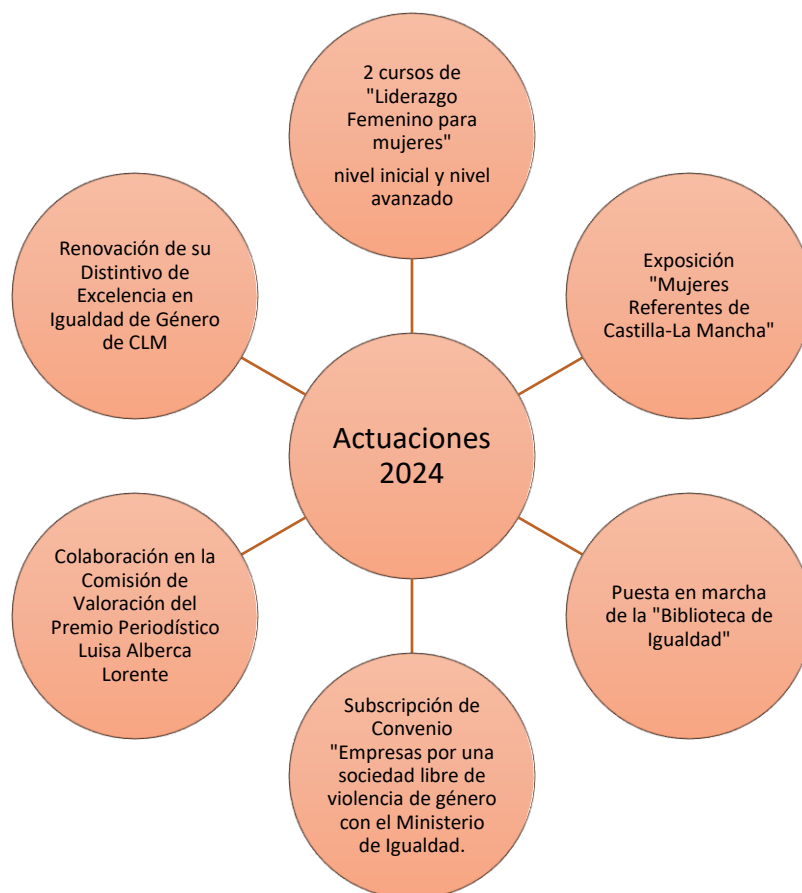 2 cursos de
"Liderazgo
Femenino para
mujeres"
nivel inicial y nivel
avanzado
Renovación de su
Distintivo de
Excelencia en
Igualdad de Género
de CLM
Exposición
"Mujeres
Referentes de
Castilla-La Mancha"
Actuaciones
2024
Colaboración en la
Comisión de
Valoración del
Premio Periodístico
Luisa Alberca
Lorente
Puesta en marcha
de la "Biblioteca de
Igualdad"
Subscripción de
Convenio
"Empresas por una
sociedad libre de
violencia de género
con el Ministerio
de Igualdad.